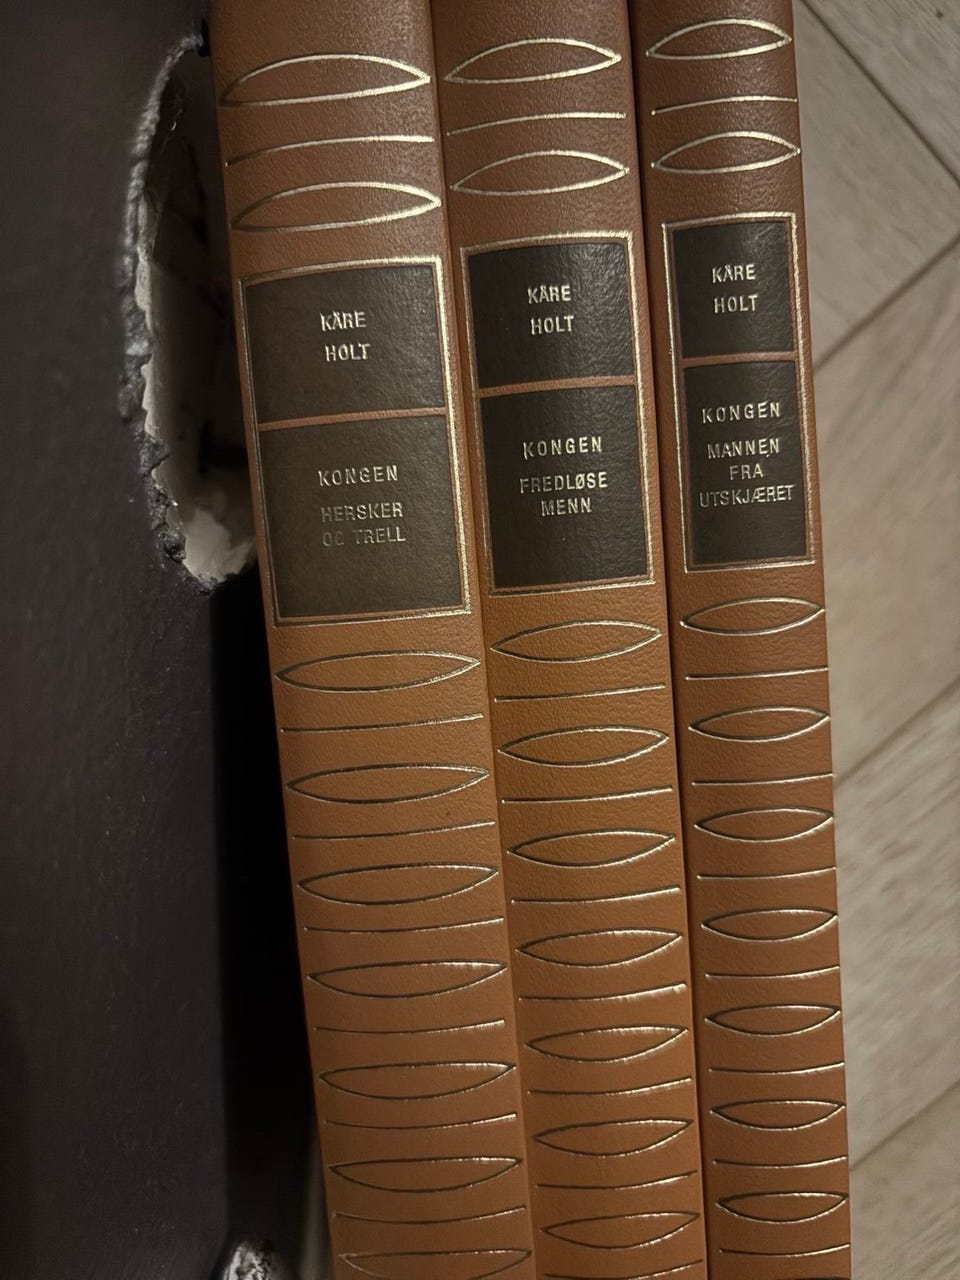 KÅRE
HOLT
KONGEN
HERSKER
OG TRELL
KÅRE
HOLT
KONGEN
FREDLØSE
MENN
KÅRE
HOLT
KONGEN
MANNEN
FRA
UTSKJÆRET